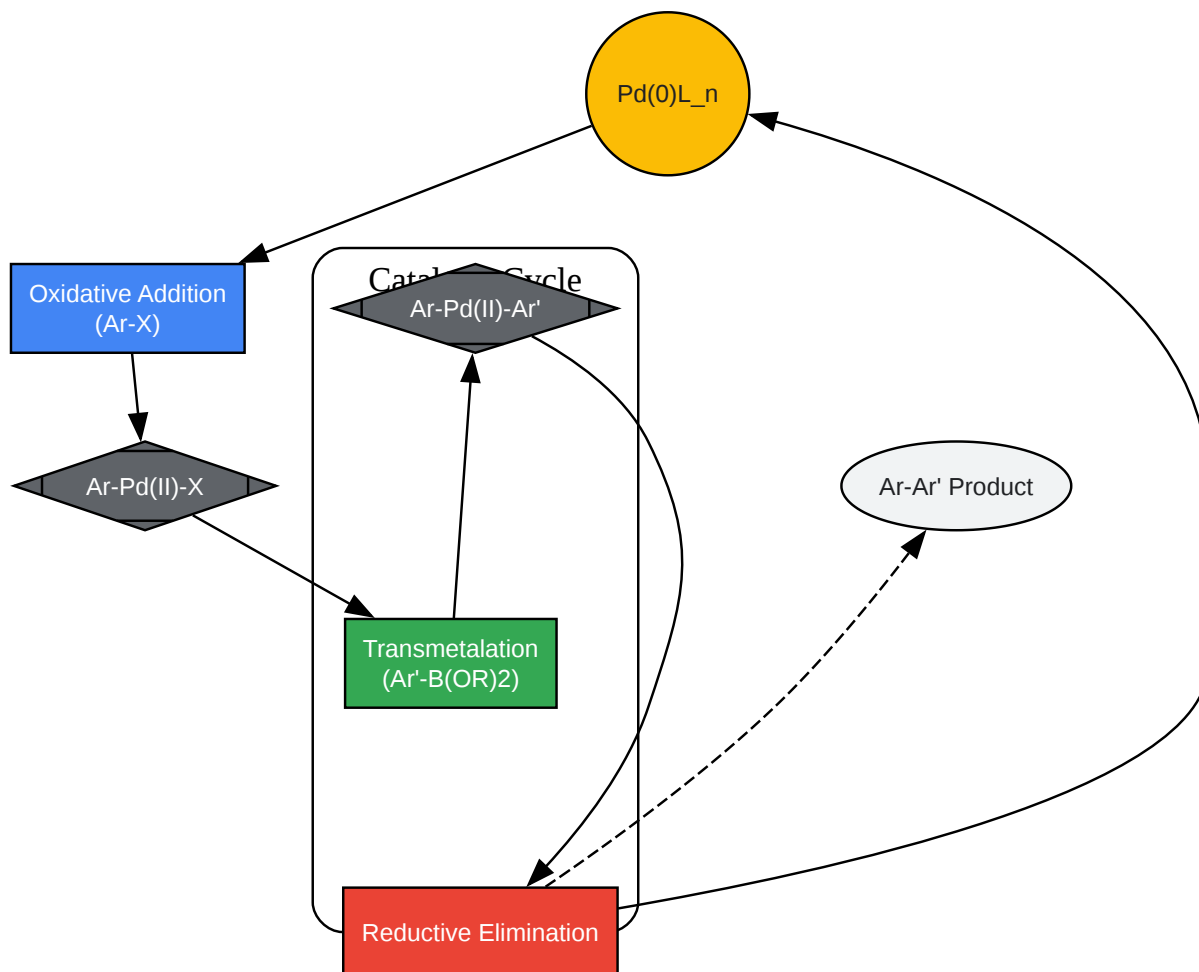 Pd(0)L_n
Oxidative Addition
(Ar-X)
Ar-Pd(II)-Ar'
Ar-Pd(II)-X
Ar-Ar' Product
Transmetalation
(Ar'-B(OR)2)
Reductive Elimination